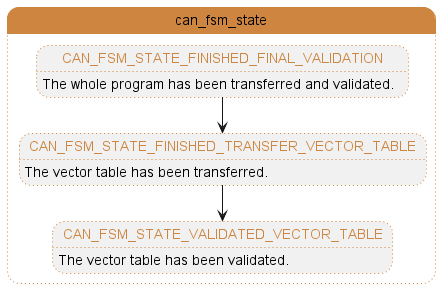 can_fsm_state
CAN_FSM_STATE_FINISHED_FINAL_VALIDATION
The whole program has been transferred and validated.
CAN_FSM_STATE_FINISHED_TRANSFER_VECTOR_TABLE
The vector table has been transferred.
CAN_FSM_STATE_VALIDATED_VECTOR_TABLE
The vector table has been validated.